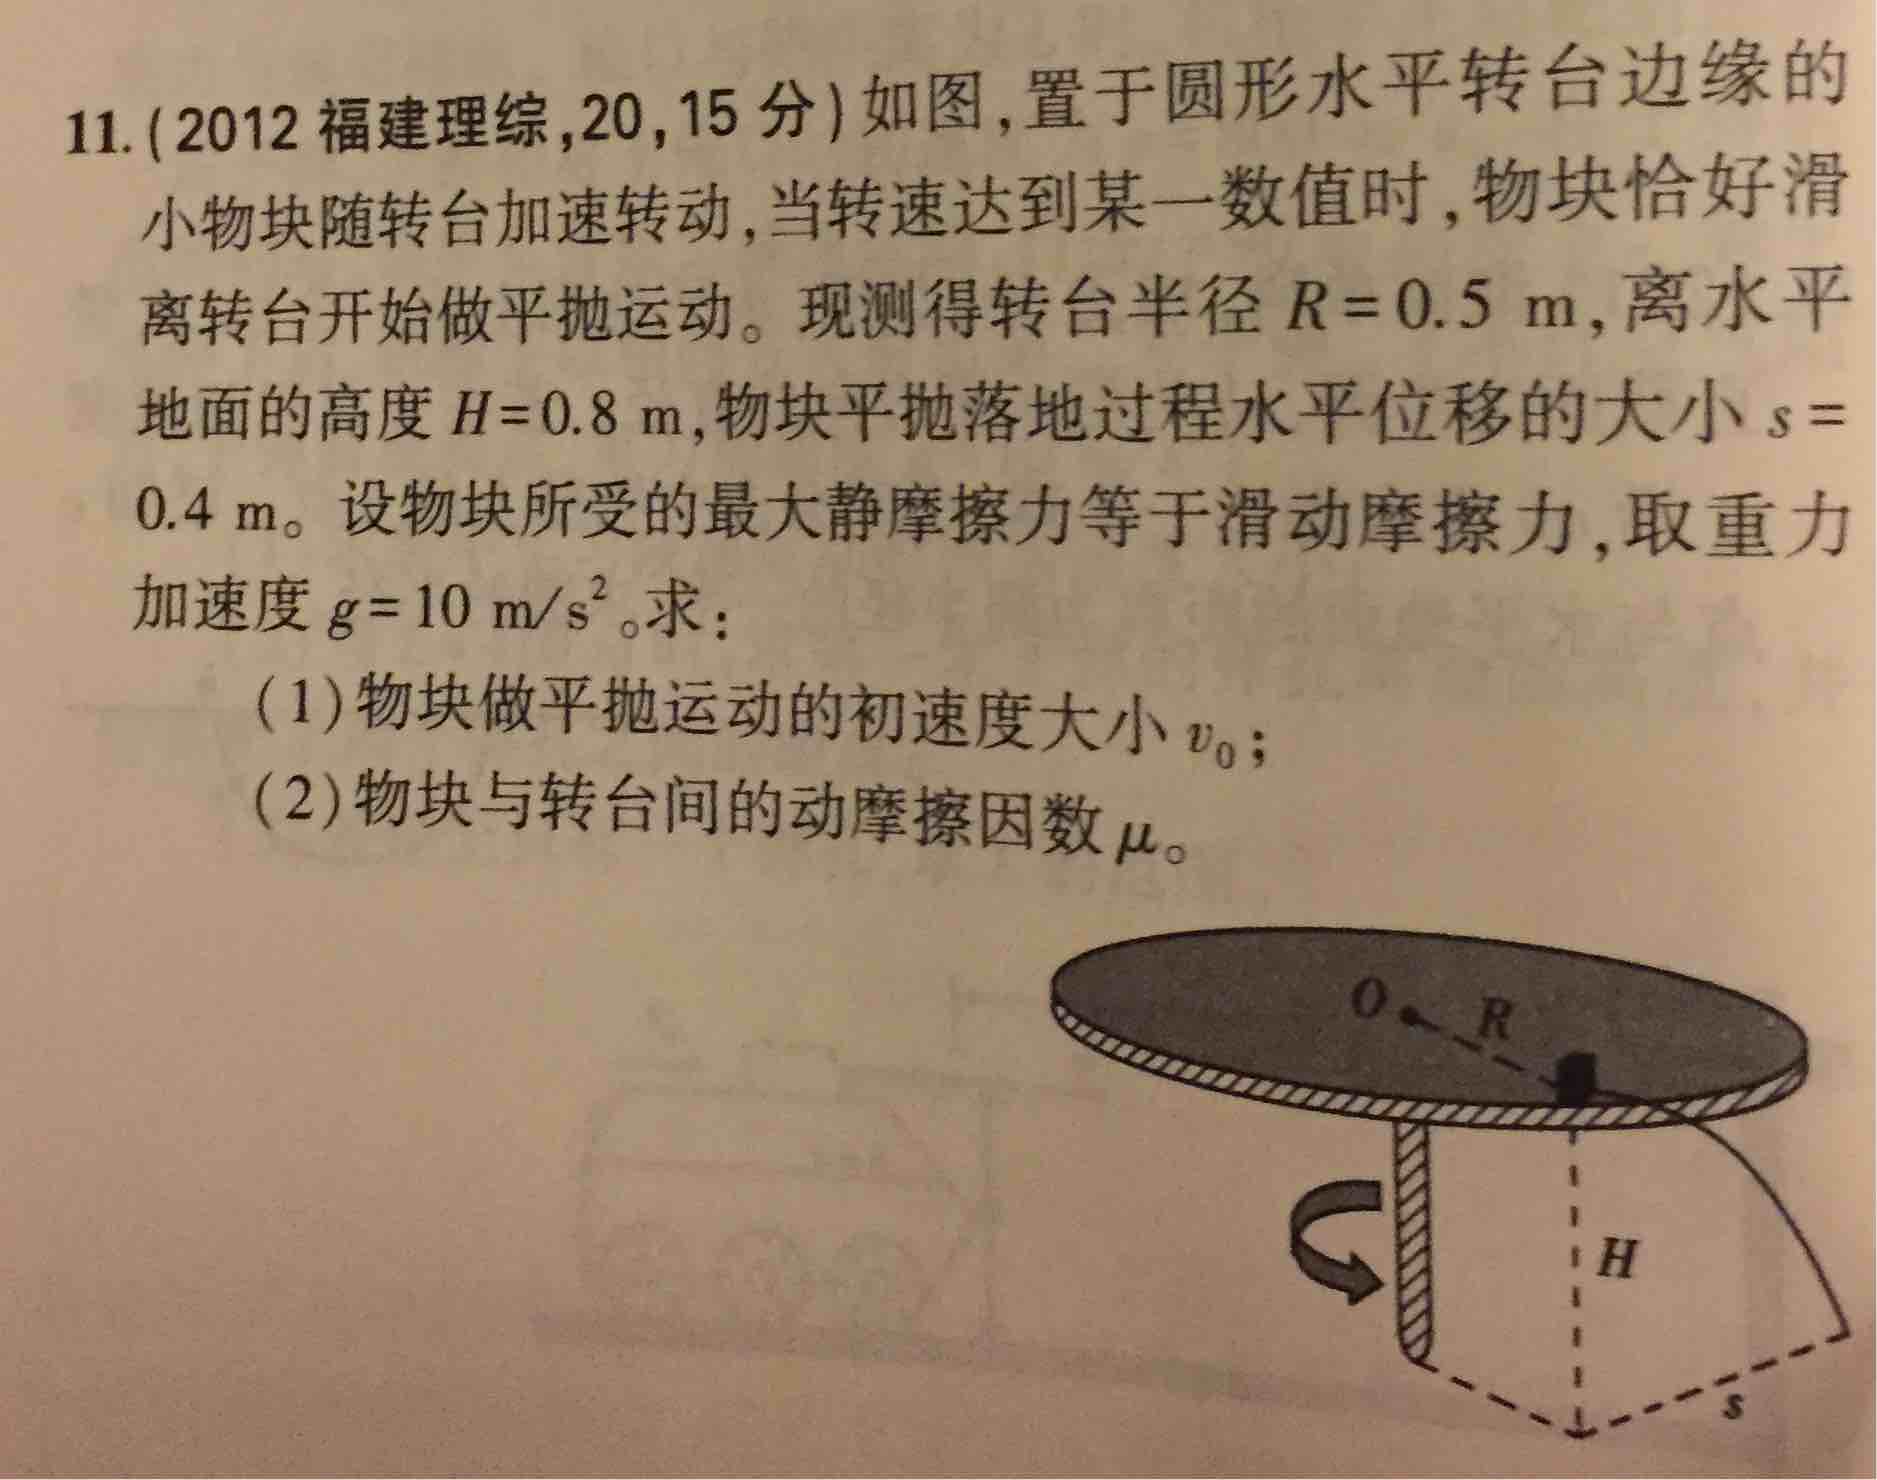 11.(2012 福建理综,20,15 分)如图,置于圆形水平转台边缘的
小物块随转台加速转动,当转速达到某一数值时,物块恰好滑
离转台开始做平抛运动。现测得转台半径 R=0.5 m,离水平
地面的高度 H=0.8 m,物块平抛落地过程水平位移的大小 s=
0.4 m。设物块所受的最大静摩擦力等于滑动摩擦力,取重力
加速度 g=10 m/s²。求:
(1)物块做平抛运动的初速度大小 v₀;
(2)物块与转台间的动摩擦因数 μ。
O R
H
s